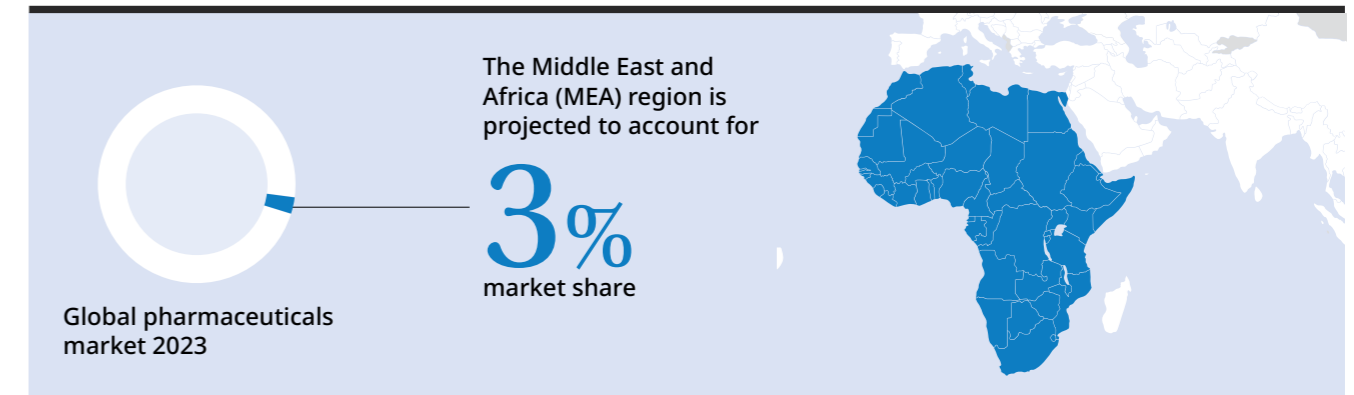 The Middle East and
Africa (MEA) region is
projected to account for
3%
market share
Global pharmaceuticals
market 2023